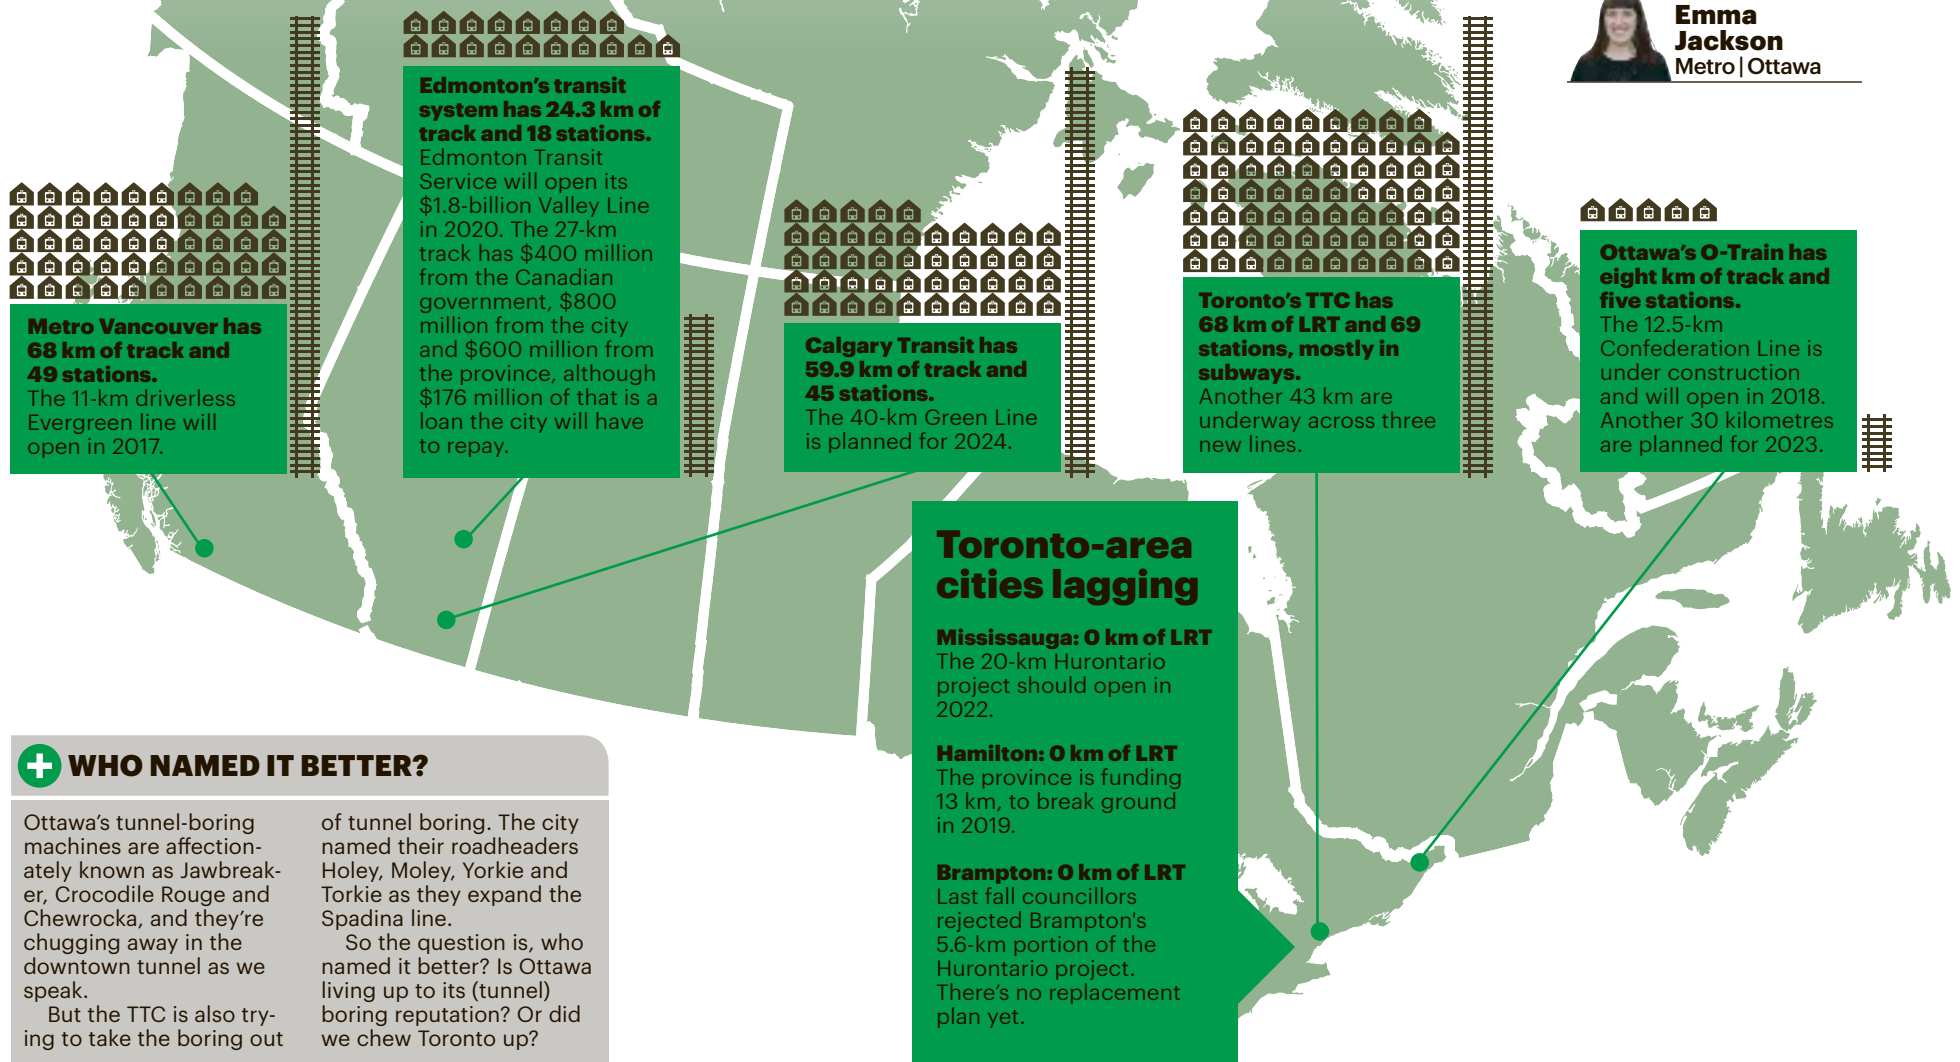 Emma
Jackson
Metro | Ottawa
Edmonton’s transit
system has 24.3 km of
track and 18 stations.
Edmonton Transit
Service will open its
$1.8-billion Valley Line
in 2020. The 27-km
track has $400 million
from the Canadian
government, $800
million from the city
and $600 million from
the province, although
$176 million of that is a
loan the city will have
to repay.
Metro Vancouver has
68 km of track and
49 stations.
The 11-km driverless
Evergreen line will
open in 2017.
Calgary Transit has
59.9 km of track and
45 stations.
The 40-km Green Line
is planned for 2024.
Toronto’s TTC has
68 km of LRT and 69
stations, mostly in
subways.
Another 43 km are
underway across three
new lines.
Ottawa’s O-Train has
eight km of track and
five stations.
The 12.5-km
Confederation Line is
under construction
and will open in 2018.
Another 30 kilometres
are planned for 2023.
Toronto-area
cities lagging
Mississauga: 0 km of LRT
The 20-km Hurontario
project should open in
2022.
Hamilton: 0 km of LRT
The province is funding
13 km, to break ground
in 2019.
Brampton: 0 km of LRT
Last fall councillors
rejected Brampton's
5.6-km portion of the
Hurontario project.
There’s no replacement
plan yet.
WHO NAMED IT BETTER?
Ottawa’s tunnel-boring
machines are affection-
ately known as Jawbreak-
er, Crocodile Rouge and
Chewrocka, and they’re
chugging away in the
downtown tunnel as we
speak.
But the TTC is also try-
ing to take the boring out
of tunnel boring. The city
named their roadheaders
Holey, Moley, Yorkie and
Torkie as they expand the
Spadina line.
So the question is, who
named it better? Is Ottawa
living up to its (tunnel)
boring reputation? Or did
we chew Toronto up?